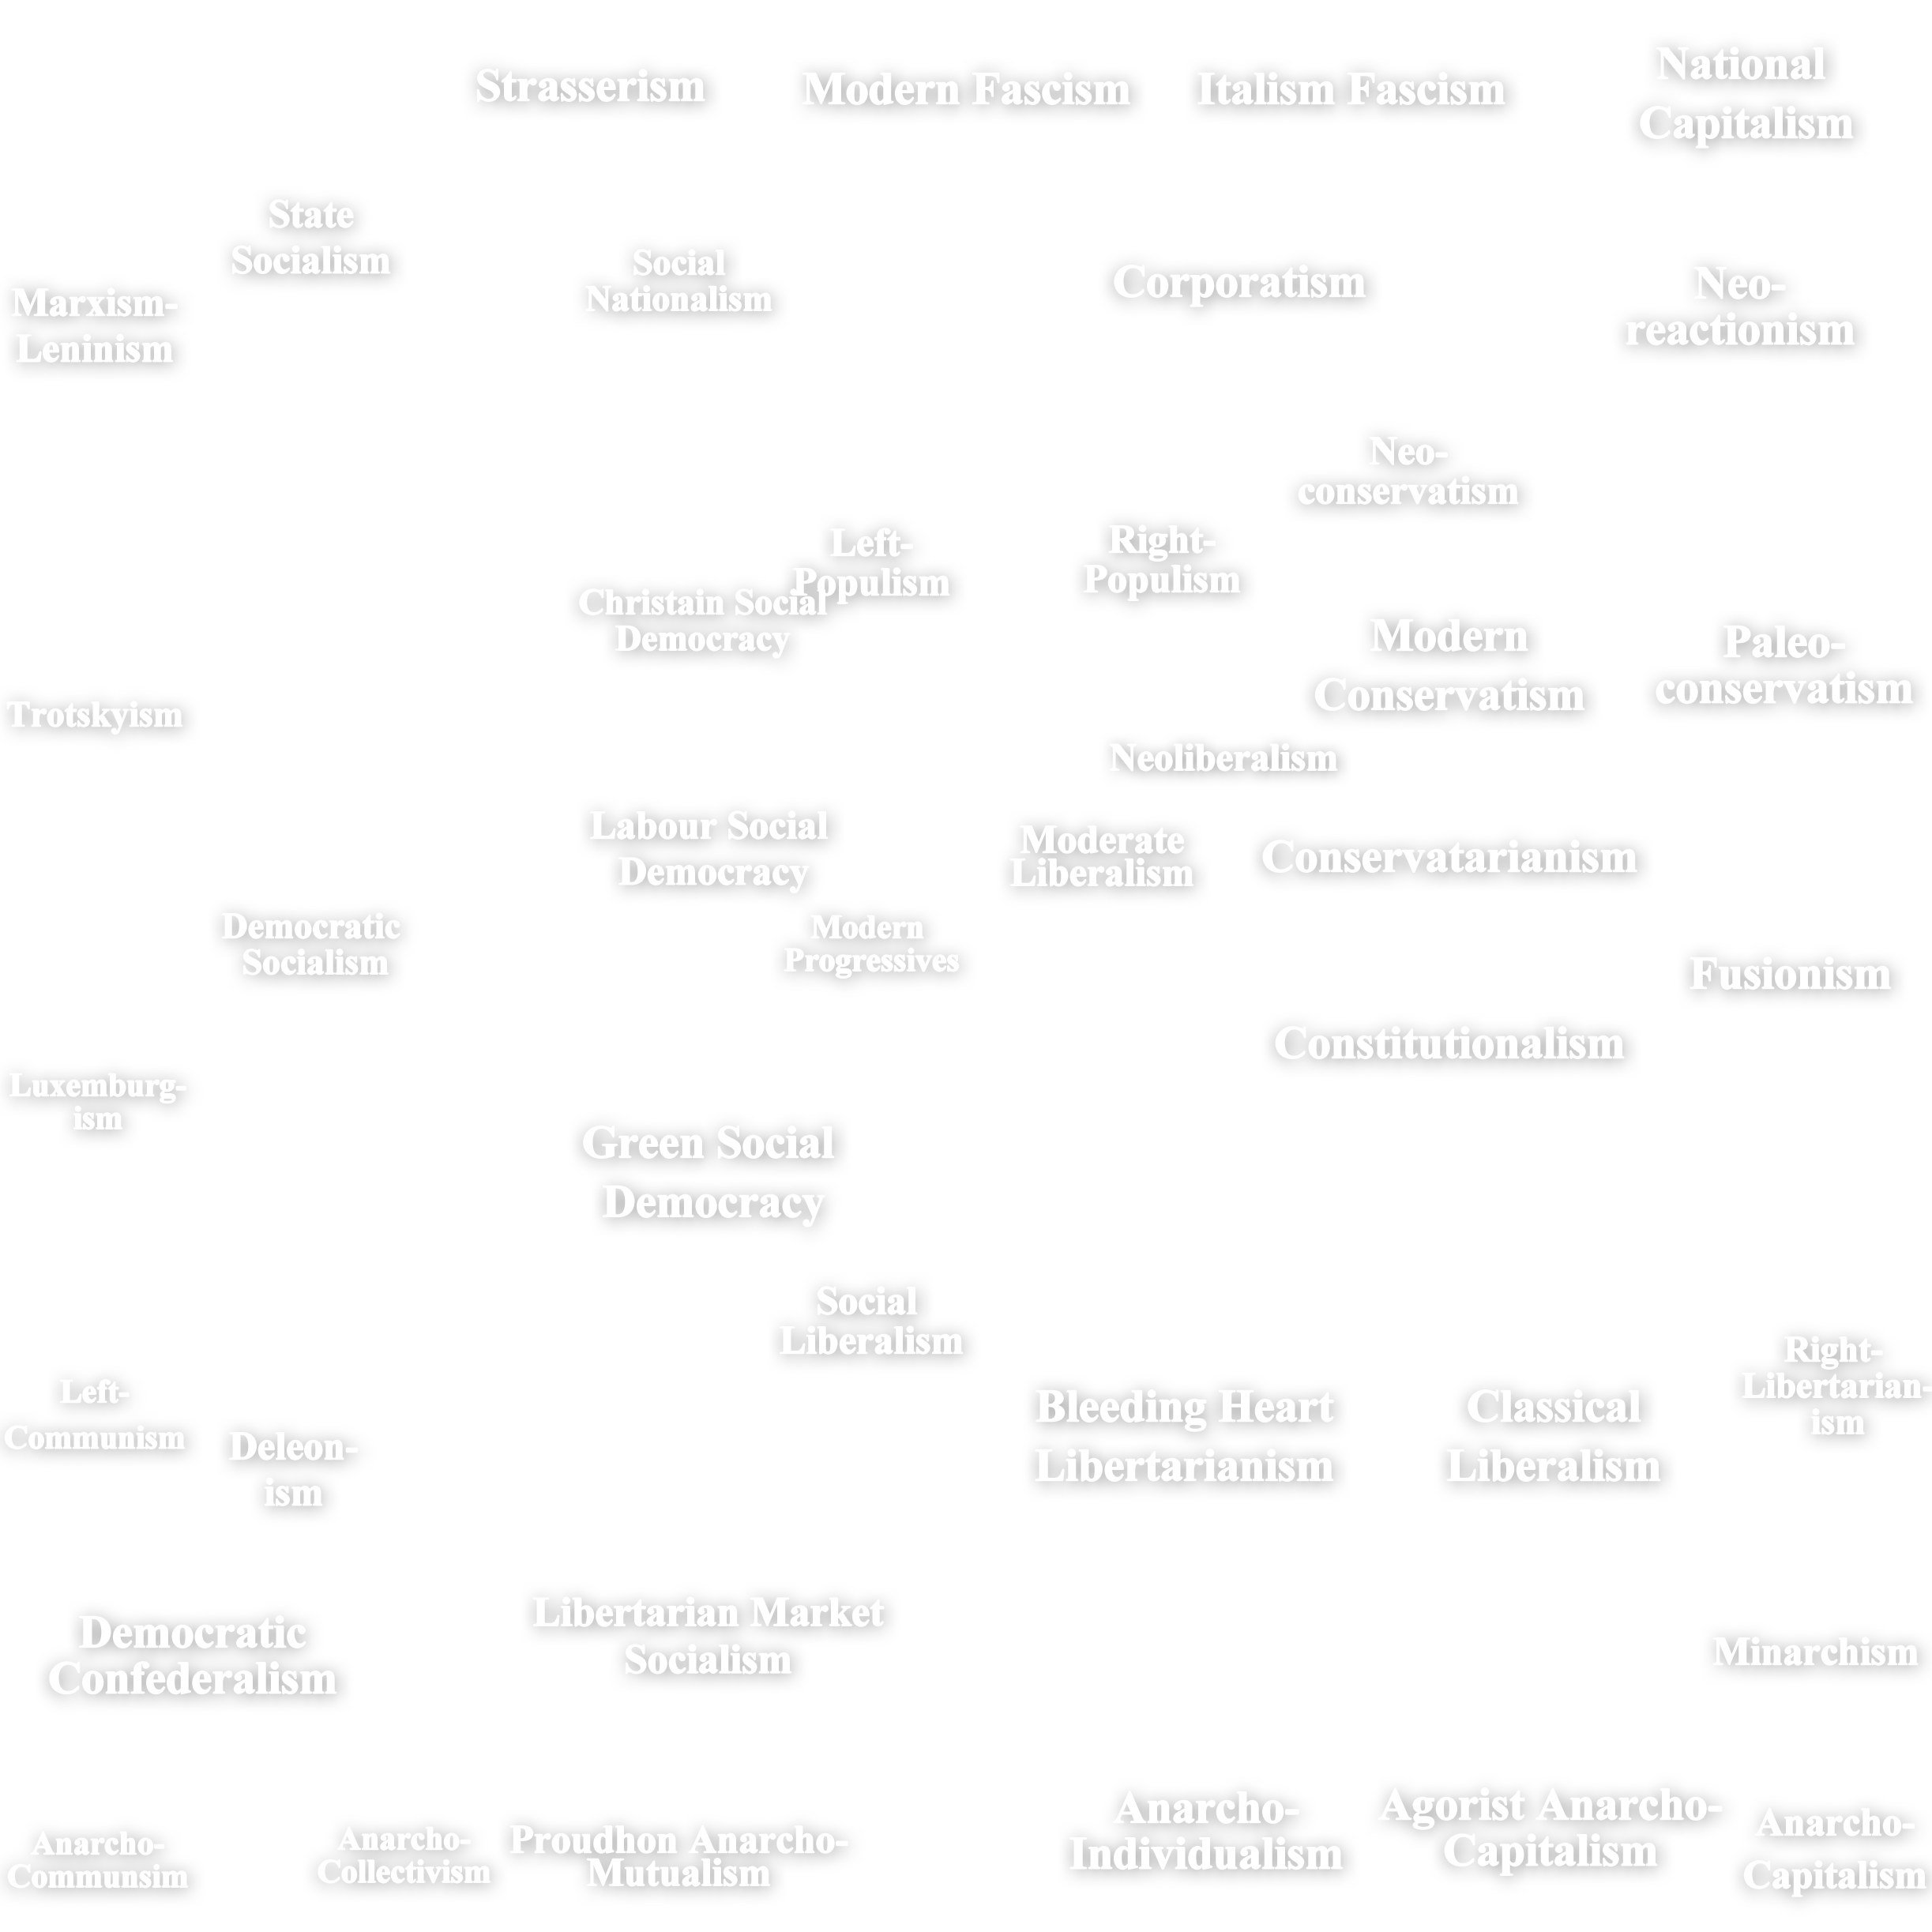 Strasserism
Modern Fascism
Italism Fascism
National
Capitalism
State
Socialism
Social
Nationalism
Corporatism
Neo-
reactionism
Marxism-
Leninism
Neo-
conservatism
Left-
Populism
Right-
Populism
Christain Social
Democracy
Modern
Conservatism
Paleo-
conservatism
Trotskyism
Neoliberalism
Labour Social
Democracy
Moderate
Liberalism
Conservatarianism
Democratic
Socialism
Modern
Progressives
Fusionism
Constitutionalism
Luxemburg-
ism
Green Social
Democracy
Social
Liberalism
Right-
Libertarian-
ism
Left-
Communism
Deleon-
ism
Bleeding Heart
Libertarianism
Classical
Liberalism
Democratic
Confederalism
Libertarian Market
Socialism
Minarchism
Anarcho-
Communsim
Anarcho-
Collectivism
Proudhon Anarcho-
Mutualism
Anarcho-
Individualism
Agorist Anarcho-
Capitalism
Anarcho-
Capitalism